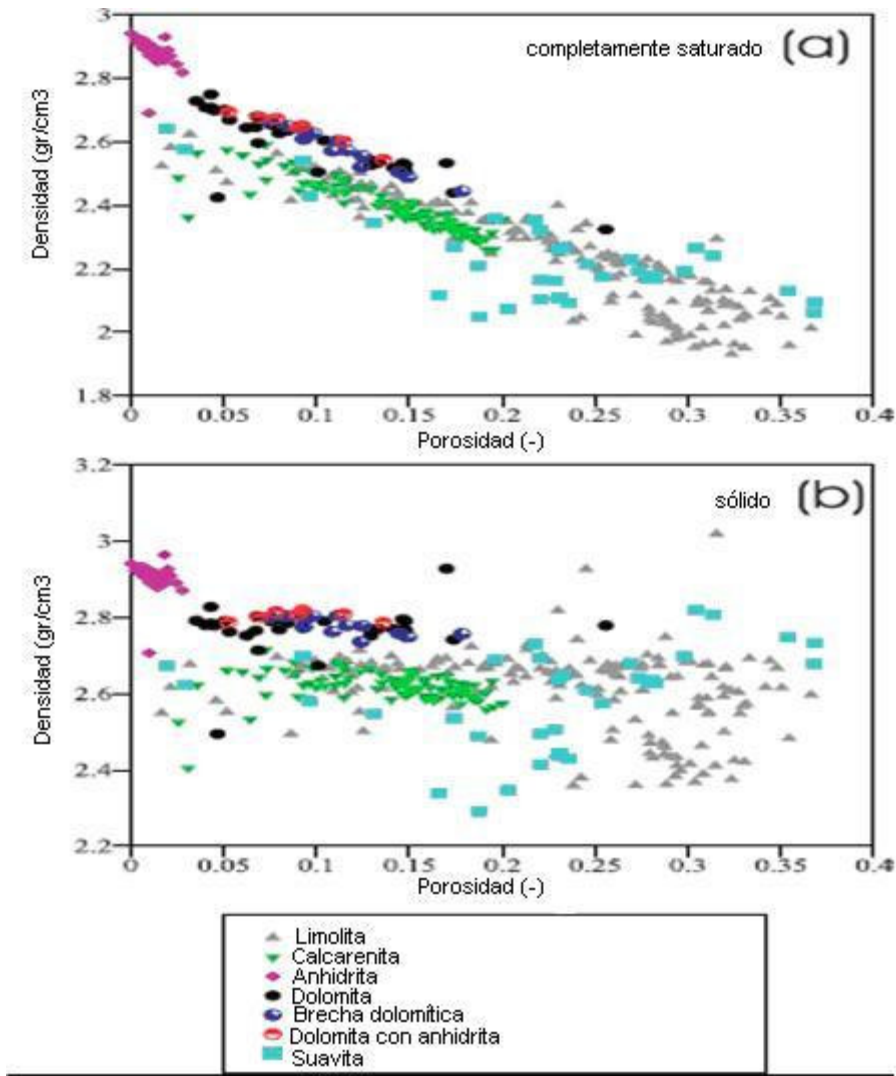 3
2.8
2.6
2.4
2.2
2
1.8
Densidad (gr/cm3
completamente saturado (a)
0 0.05 0.1 0.15 0.2 0.25 0.3 0.35 0.4
Porosidad (-)
3.2
3
2.8
2.6
2.4
2.2
Densidad (gr/cm3
sólido (b)
0 0.05 0.1 0.15 0.2 0.25 0.3 0.35 0.4
Porosidad (-)
Limolita
Calcarenita
Anhidrita
Dolomita
Brecha dolomítica
Dolomita con anhidrita
Suavita